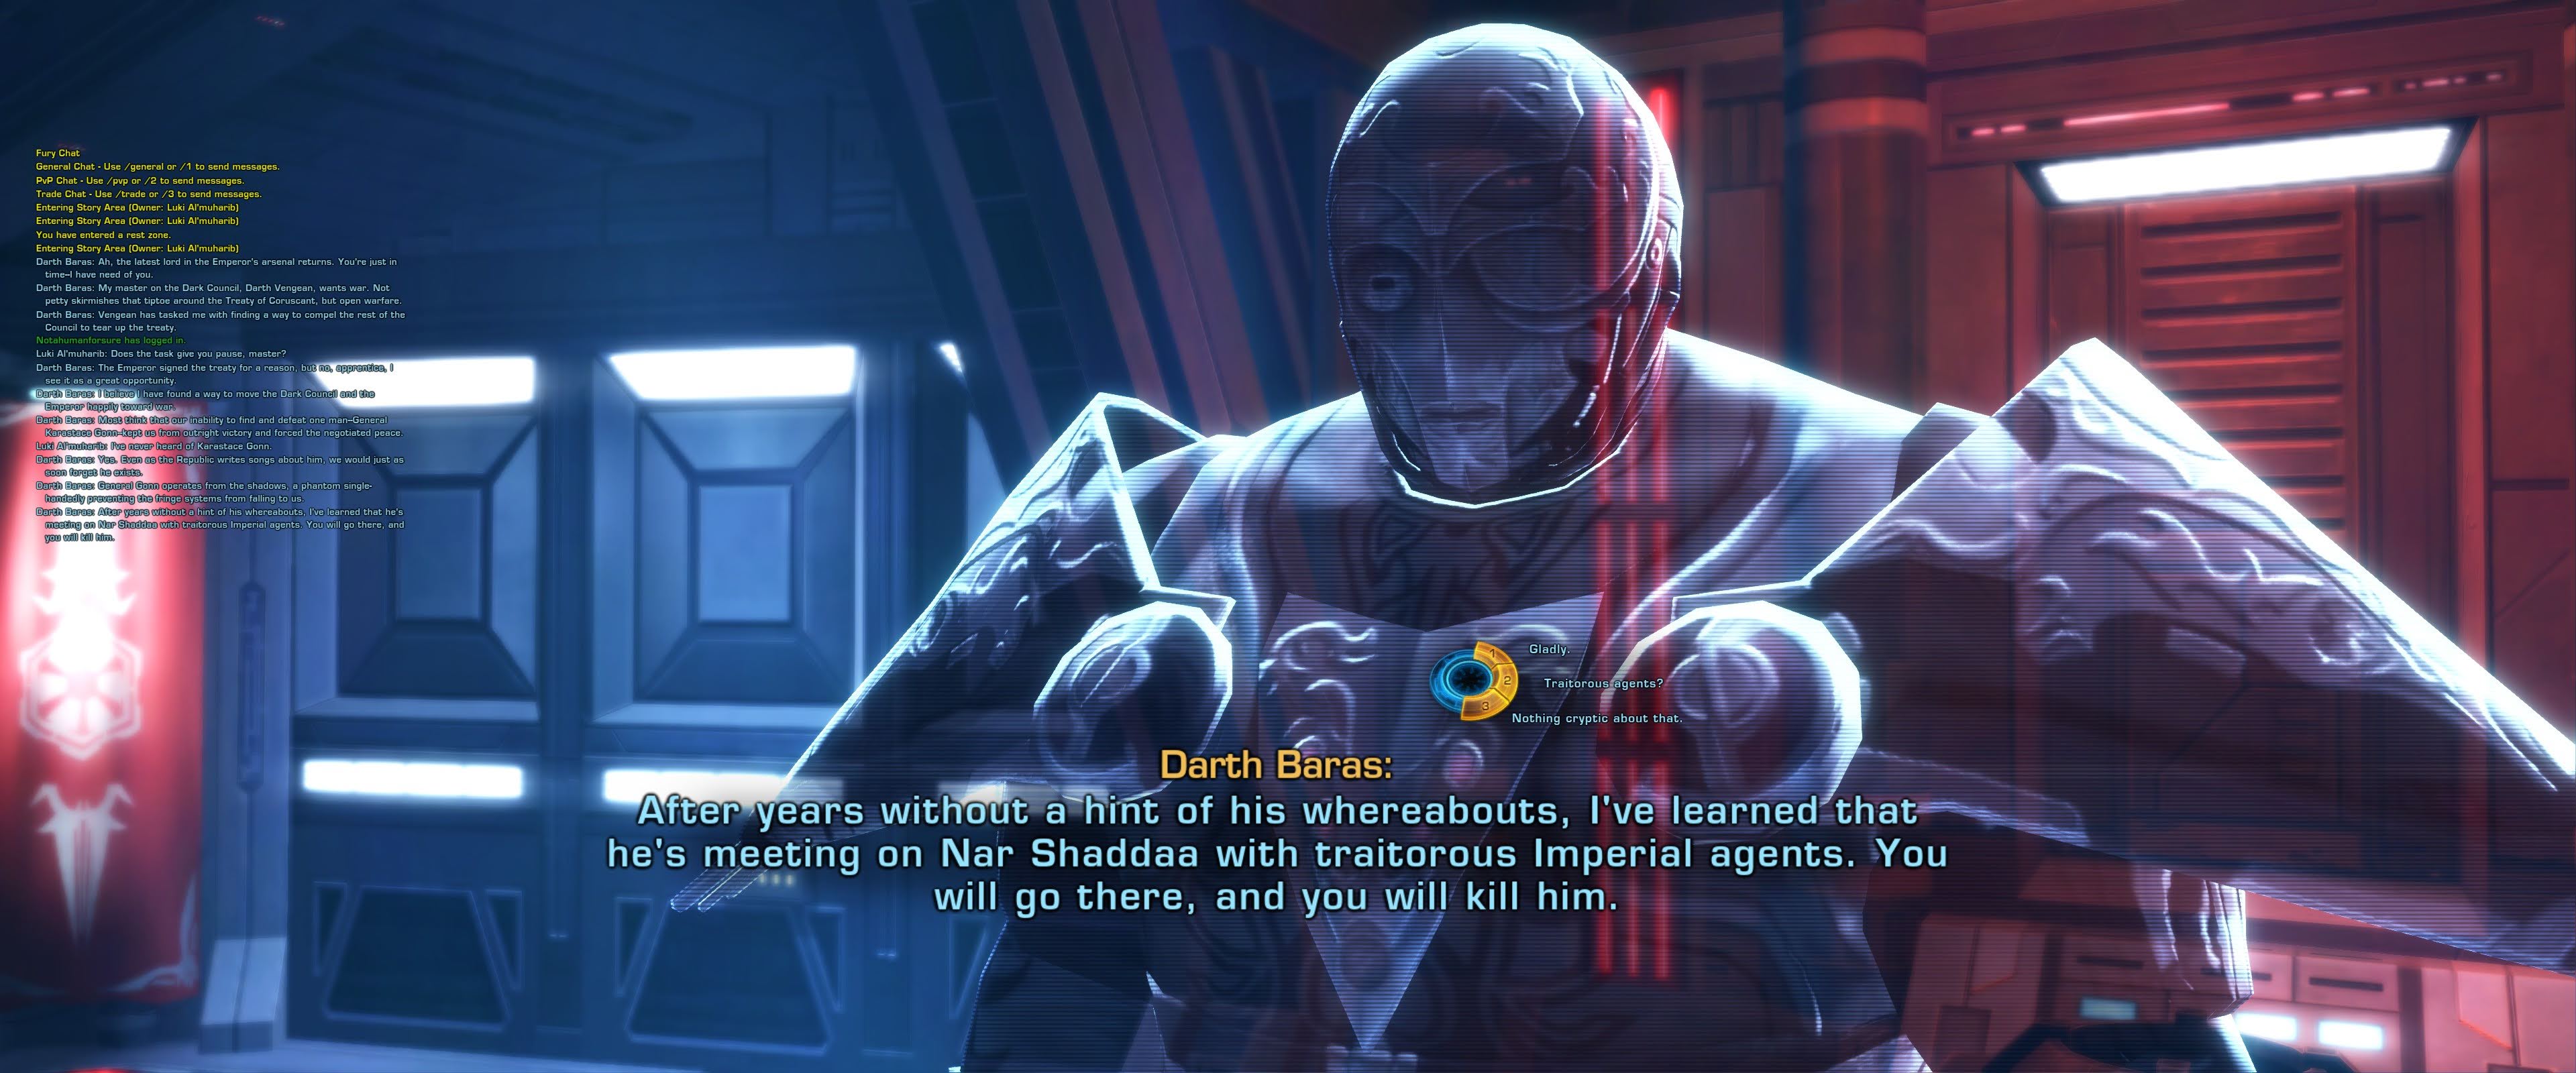 Fury Chat
General Chat - Use /general or /1 to send messages.
PvP Chat - Use /pvp or /2 to send messages.
Trade Chat - Use /trade or /3 to send messages.
Entering Story Area (Owner: Luki Al'muharib)
Entering Story Area (Owner: Luki Al'muharib)
You have entered a rest zone.
Entering Story Area (Owner: Luki Al'muharib)
Darth Baras: Ah, the latest lord in the Emperor's arsenal returns. You're just in
time–I have need of you.
Darth Baras: My master on the Dark Council, Darth Vengean, wants war. Not
petty skirmishes that tiptoe around the Treaty of Coruscant, but open warfare.
Darth Baras: Vengean has tasked me with finding a way to compel the rest of the
Council to tear up the treaty.
Notahumanforsure has logged in.
Luki Al'muharib: Does the task give you pause, master?
Darth Baras: The Emperor signed the treaty for a reason, but no, apprentice, I
see it as a great opportunity.
Darth Baras: I believe I have found a way to move the Dark Council and the
Emperor happily toward war.
Darth Baras: Most think that our inability to find and defeat one man–General
Karastace Gonn–kept us from outright victory and forced the negotiated peace.
Luki Al'muharib: I've never heard of Karastace Gonn.
Darth Baras: Yes. Even as the Republic writes songs about him, we would just as
soon forget he exists.
Darth Baras: General Gonn operates from the shadows, a phantom single-
handedly preventing the fringe systems from falling to us.
Darth Baras: After years without a hint of his whereabouts, I've learned that he's
meeting on Nar Shaddaa with traitorous Imperial agents. You will go there, and
you will kill him.
1 Gladly.
2 Traitorous agents?
3 Nothing cryptic about that.
Darth Baras:
After years without a hint of his whereabouts, I've learned that
he's meeting on Nar Shaddaa with traitorous Imperial agents. You
will go there, and you will kill him.